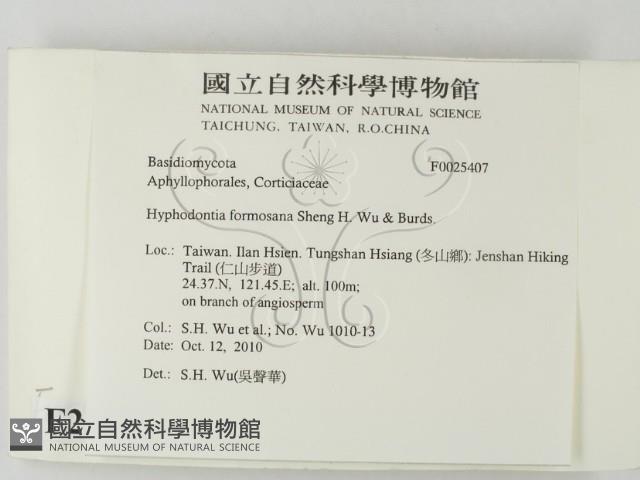 國立自然科學博物館
NATIONAL MUSEUM OF NATURAL SCIENCE
TAICHUNG, TAIWAN, R.O.CHINA
Basidiomycota F0025407
Aphyllophorales, Corticiaceae
Hyphodontia formosana Sheng H. Wu & Burds.
Loc.: Taiwan. Ilan Hsien. Tungshan Hsiang (冬山鄉): Jenshan Hiking
Trail (仁山步道)
24.37.N, 121.45.E; alt. 100m;
on branch of angiosperm
Col.: S.H. Wu et al.; No. Wu 1010-13
Date: Oct. 12, 2010
Det.: S.H. Wu(吳聲華)
F2
國立自然科學博物館
NATIONAL MUSEUM OF NATURAL SCIENCE